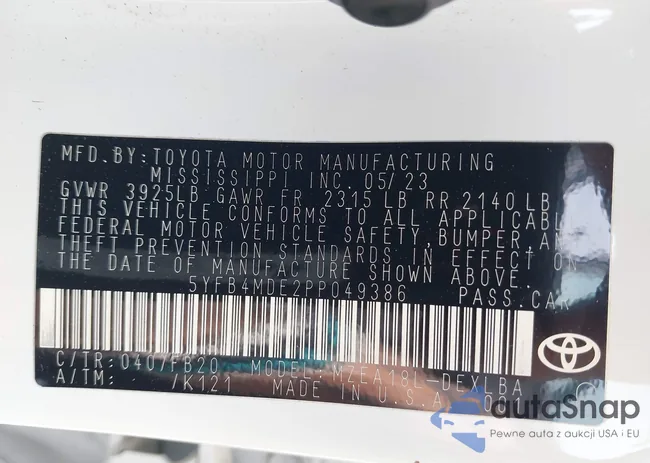 MFD.BY:TOYOTA MOTOR MANUFACTURING
MISSISSIPPI INC. 05/23
GVWR 3925LB GAWR FR 2315 LB RR 2140 LB
THIS VEHICLE CONFORMS TO ALL APPLICABL
FEDERAL MOTOR VEHICLE SAFETY,BUMPER,AN
THEFT PREVENTION STANDARDS IN EFFECT ON
THE DATE OF MANUFACTURE SHOWN ABOVE.
5YFB4MDE2PP049386 PASS.CAR
C/TR:040/FB20 MODEL: MZEA18L-DEXLBA
A/TM: /K121 MADE IN U.S.A.
autaSnap
Pewne auta z aukcji USA i EU